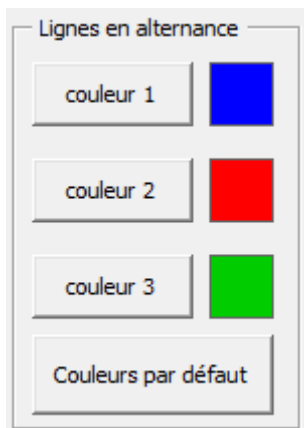 Lignes en alternance
couleur 1
couleur 2
couleur 3
Couleurs par défaut